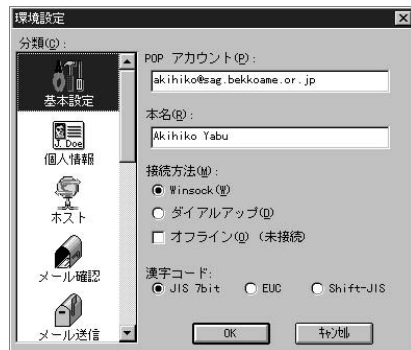 環境設定
分類(C):
基本設定
J. Doe
個人情報
ホスト
メール確認
メール送信
POP アカウント(P):
akihiko@sag.bekkoame.or.jp
本名(R):
Akihiko Yabu
接続方法(M):
Winsock(W)
ダイアルアップ(D)
オフライン(O) (未接続)
漢字コード:
JIS 7bit EUC Shift-JIS
OK キャンセル